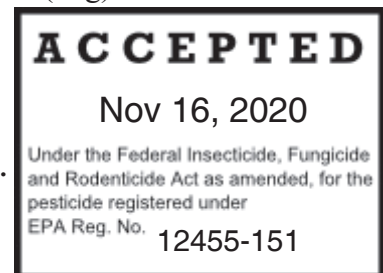 ACCEPTED
Nov 16, 2020
Under the Federal Insecticide, Fungicide
and Rodenticide Act as amended, for the
pesticide registered under
EPA Reg. No. 12455-151